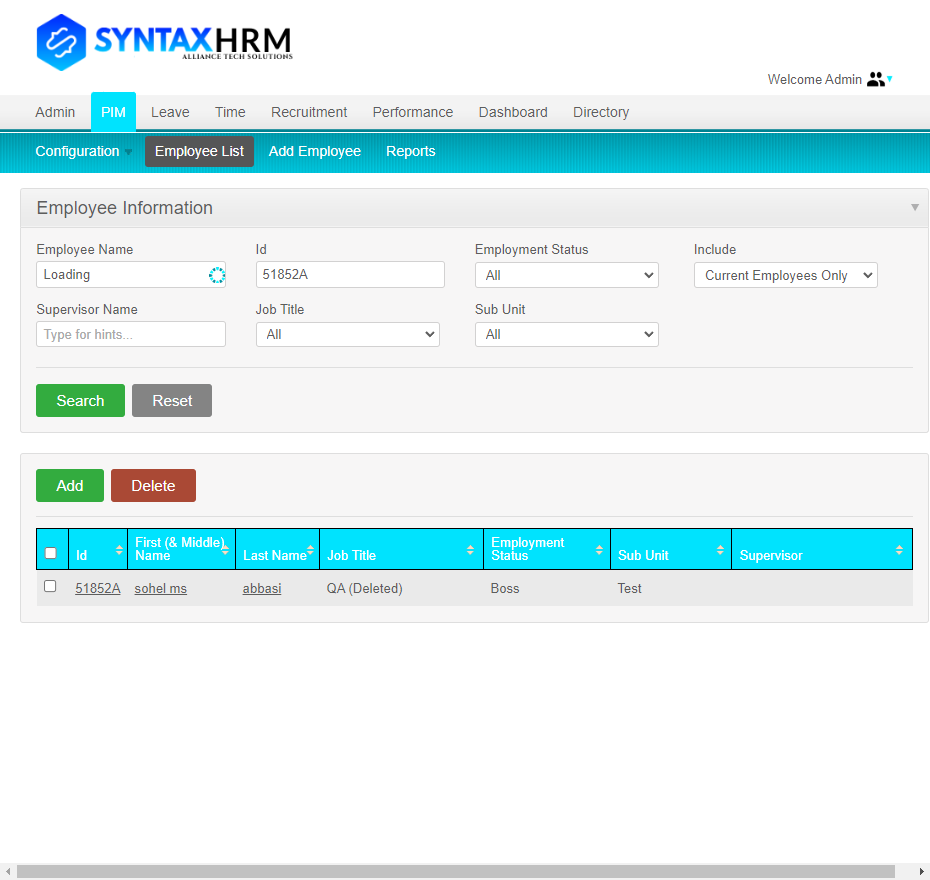 SYNTAXHRM
ALLIANCE TECH SOLUTIONS
Welcome Admin
Admin PIM Leave Time Recruitment Performance Dashboard Directory
Configuration Employee List Add Employee Reports
Employee Information
Employee Name Id Employment Status Include
Loading 51852A All Current Employees Only
Supervisor Name Job Title Sub Unit
Type for hints... All All
Search Reset
Add Delete
Id First (& Middle) Name Last Name Job Title Employment Status Sub Unit Supervisor
51852A sohel ms abbasi QA (Deleted) Boss Test